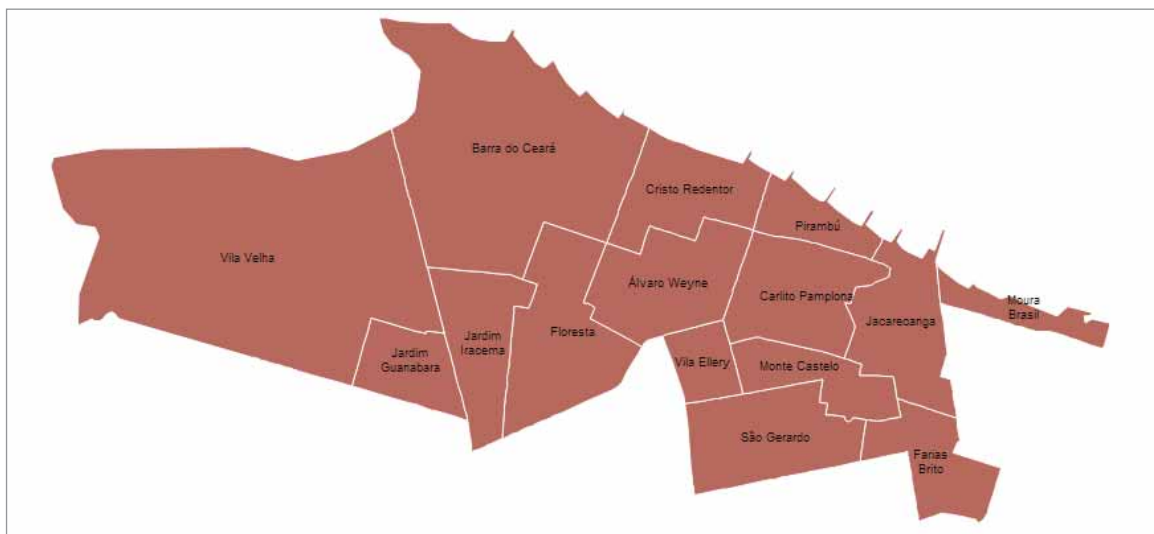 Barra do Ceará
Cristo Redentor
Pirambú
Vila Velha
Álvaro Weyne
Carlito Pamplona
Moura
Brasil
Jacarecanga
Floresta
Jardim
Iracema
Jardim
Guanabara
Vila Ellery
Monte Castelo
São Gerardo
Farias
Brito